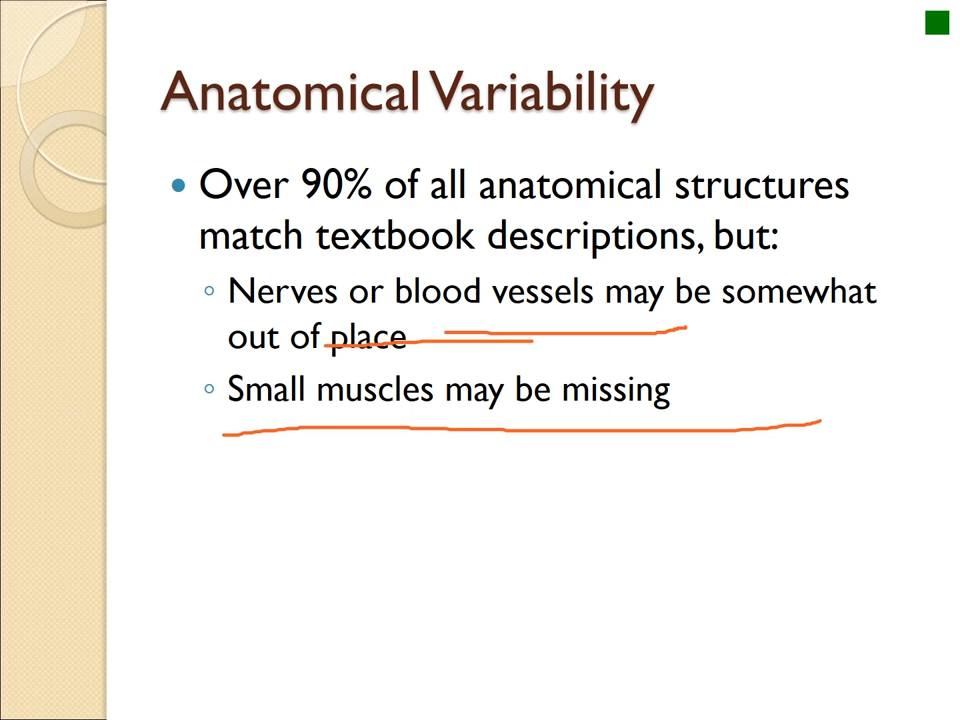 Anatomical Variability
• Over 90% of all anatomical structures
match textbook descriptions, but:
◦ Nerves or blood vessels may be somewhat
out of place
◦ Small muscles may be missing